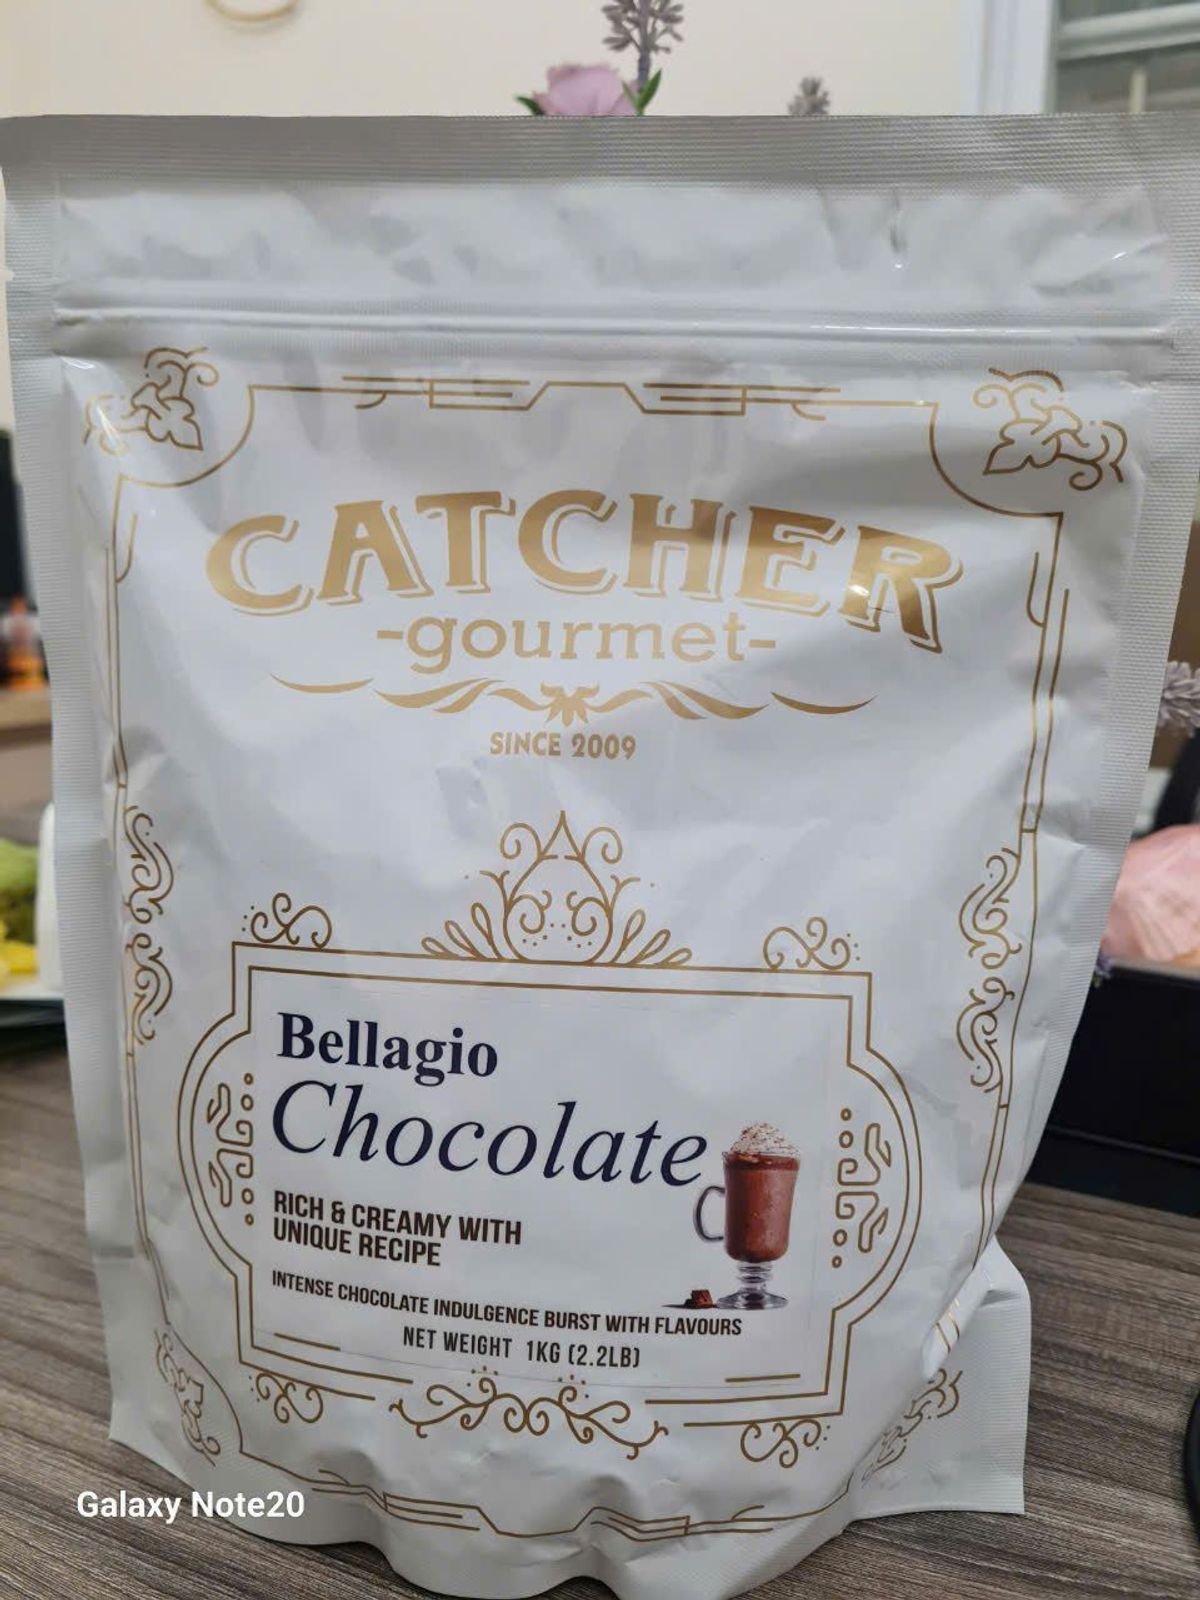 CATCHER
-gourmet-
SINCE 2009
Bellagio
Chocolate
RICH & CREAMY WITH
UNIQUE RECIPE
INTENSE CHOCOLATE INDULGENCE BURST WITH FLAVOURS
NET WEIGHT 1KG (2.2LB)
Galaxy Note20